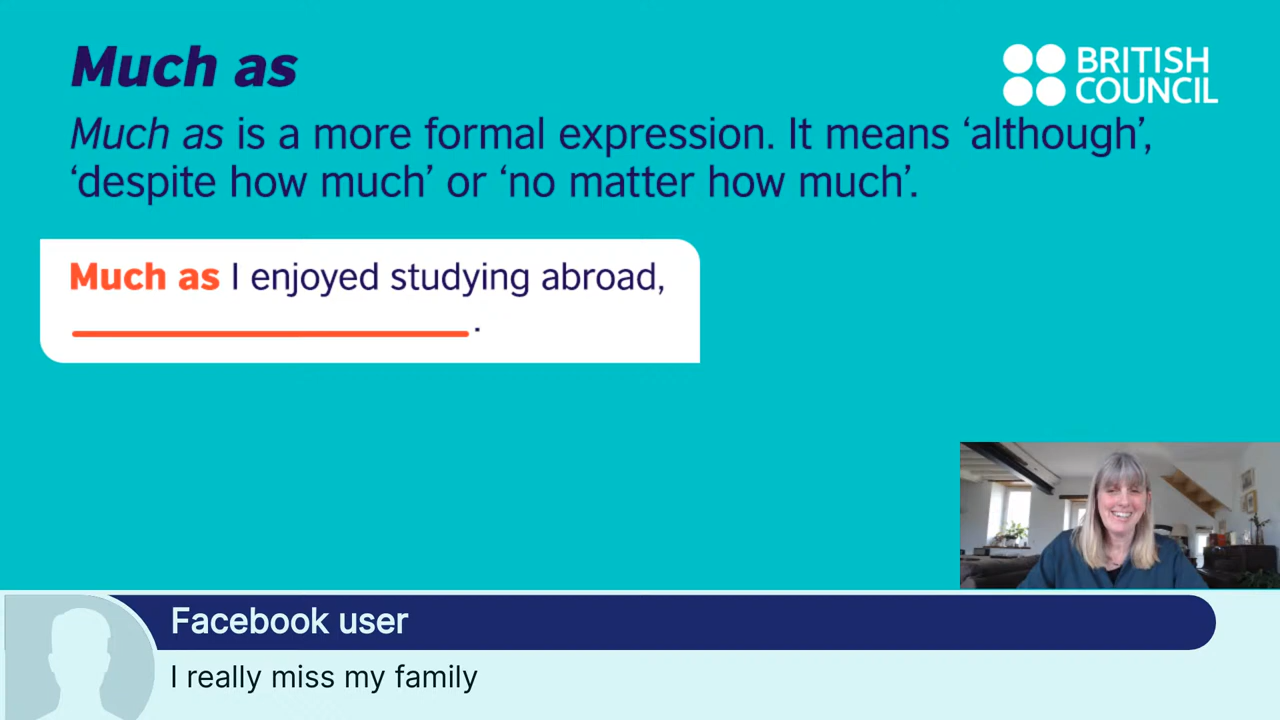 Much as
BRITISH
COUNCIL
Much as is a more formal expression. It means ‘although’,
‘despite how much’ or ‘no matter how much’.
Much as I enjoyed studying abroad,
.
Facebook user
I really miss my family